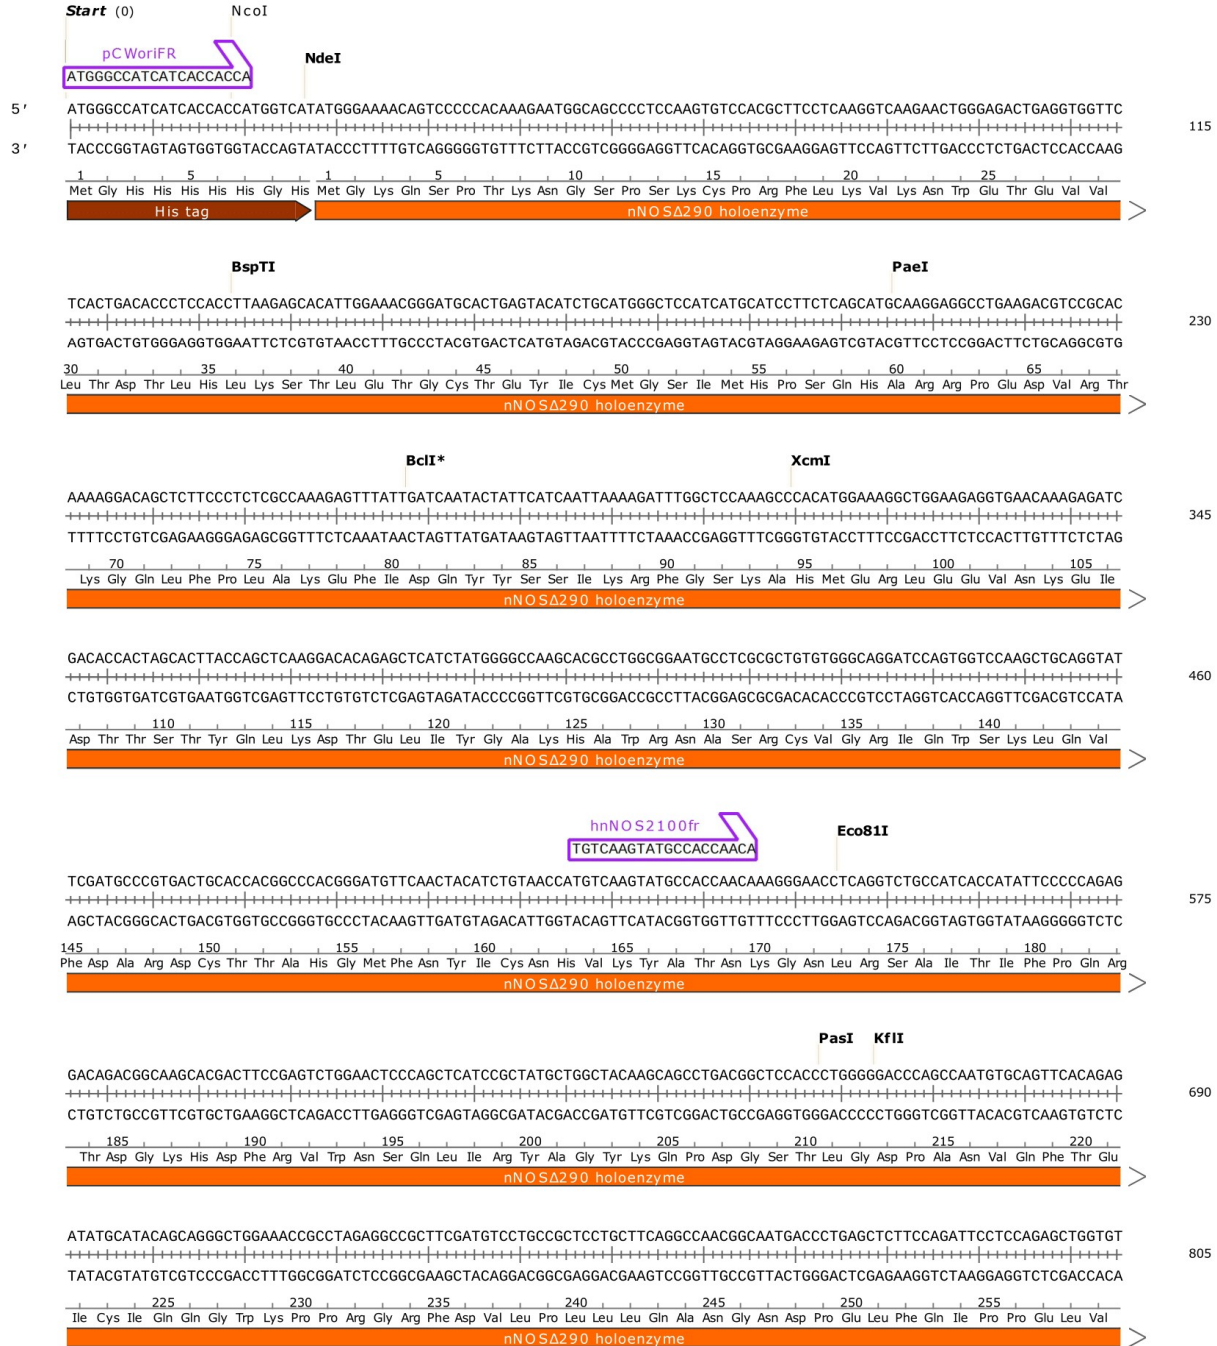 Start (0) NcoI
pCWoriFR NdeI
ATGGGCCATCATCACCACCA
5′ ATGGGCCATCATCACCACCATGGTCATATGGGAAAACAGTCCCCCACAAAGAATGGCAGCCCCTCCAAGTGTCCACGCTTCCTCAAGGTCAAGAACTGGGAGACTGAGGTGGTTC
115
3′ TACCCGGTAGTAGTGGTGGTACCAGTATACCCTTTTGTCAGGGGGTGTTTCTTACCGTCGGGGAGGTTCACAGGTGCGAAGGAGTTCCAGTTCTTGACCCTCTGACTCCACCAAG
1 5 1 5 10 15 20 25
Met Gly His His His His His Gly His Met Gly Lys Gln Ser Pro Thr Lys Asn Gly Ser Pro Ser Lys Cys Pro Arg Phe Leu Lys Val Lys Asn Trp Glu Thr Glu Val Val
His tag nNOSΔ290 holoenzyme
BspTI PaeI
TCACTGACACCCTCCACCTTAAGAGCACATTGGAAACGGGATGCACTGAGTACATCTGCATGGGCTCCATCATGCATCCTTCTCAGCATGCAAGGAGGCCTGAAGACGTCCGCAC
230
AGTGACTGTGGGAGGTGGAATTCTCGTGTAACCTTTGCCCTACGTGACTCATGTAGACGTACCCGAGGTAGTACGTAGGAAGAGTCGTACGTTCCTCCGGACTTCTGCAGGCGTG
30 35 40 45 50 55 60 65
Leu Thr Asp Thr Leu His Leu Lys Ser Thr Leu Glu Thr Gly Cys Thr Glu Tyr Ile Cys Met Gly Ser Ile Met His Pro Ser Gln His Ala Arg Arg Pro Glu Asp Val Arg Thr
nNOSΔ290 holoenzyme
BclI* XcmI
AAAAGGACAGCTCTTCCCTCTCGCCAAAGAGTTTATTGATCAATACTATTCATCAATTAAAAGATTTGGCTCCAAAGCCCACATGGAAAGGCTGGAAGAGGTGAACAAAGAGATC
345
TTTTCCTGTCGAGAAGGGAGAGCGGTTTCTCAAATAACTAGTTATGATAAGTAGTTAATTTTCTAAACCGAGGTTTCGGGTGTACCTTTCCGACCTTCTCCACTTGTTTCTCTAG
70 75 80 85 90 95 100 105
Lys Gly Gln Leu Phe Pro Leu Ala Lys Glu Phe Ile Asp Gln Tyr Tyr Ser Ser Ile Lys Arg Phe Gly Ser Lys Ala His Met Glu Arg Leu Glu Glu Val Asn Lys Glu Ile
nNOSΔ290 holoenzyme
GACACCACTAGCACTTACCAGCTCAAGGACACAGAGCTCATCTATGGGGCCAAGCACGCCTGGCGGAATGCCTCGCGCTGTGTGGGCAGGATCCAGTGGTCCAAGCTGCAGGTAT
460
CTGTGGTGATCGTGAATGGTCGAGTTCCTGTGTCTCGAGTAGATACCCCGGTTCGTGCGGACCGCCTTACGGAGCGCGACACACCCGTCCTAGGTCACCAGGTTCGACGTCCATA
110 115 120 125 130 135 140
Asp Thr Thr Ser Thr Tyr Gln Leu Lys Asp Thr Glu Leu Ile Tyr Gly Ala Lys His Ala Trp Arg Asn Ala Ser Arg Cys Val Gly Arg Ile Gln Trp Ser Lys Leu Gln Val
nNOSΔ290 holoenzyme
hnNOS2100fr Eco81I
TGTCAAGTATGCCACCAACA
TCGATGCCCGTGACTGCACCACGGCCCACGGGATGTTCAACTACATCTGTAACCATGTCAAGTATGCCACCAACAAAGGGAACCTCAGGTCTGCCATCACCATATTCCCCCAGAG
575
AGCTACGGGCACTGACGTGGTGCCGGGTGCCCTACAAGTTGATGTAGACATTGGTACAGTTCATACGGTGGTTGTTTCCCTTGGAGTCCAGACGGTAGTGGTATAAGGGGGTCTC
145 150 155 160 165 170 175 180
Phe Asp Ala Arg Asp Cys Thr Thr Ala His Gly Met Phe Asn Tyr Ile Cys Asn His Val Lys Tyr Ala Thr Asn Lys Gly Asn Leu Arg Ser Ala Ile Thr Ile Phe Pro Gln Arg
nNOSΔ290 holoenzyme
PasI KflI
GACAGACGGCAAGCACGACTTCCGAGTCTGGAACTCCCAGCTCATCCGCTATGCTGGCTACAAGCAGCCTGACGGCTCCACCCTGGGGGACCCAGCCAATGTGCAGTTCACAGAG
690
CTGTCTGCCGTTCGTGCTGAAGGCTCAGACCTTGAGGGTCGAGTAGGCGATACGACCGATGTTCGTCGGACTGCCGAGGTGGGACCCCCTGGGTCGGTTACACGTCAAGTGTCTC
185 190 195 200 205 210 215 220
Thr Asp Gly Lys His Asp Phe Arg Val Trp Asn Ser Gln Leu Ile Arg Tyr Ala Gly Tyr Lys Gln Pro Asp Gly Ser Thr Leu Gly Asp Pro Ala Asn Val Gln Phe Thr Glu
nNOSΔ290 holoenzyme
ATATGCATACAGCAGGGCTGGAAACCGCCTAGAGGCCGCTTCGATGTCCTGCCGCTCCTGCTTCAGGCCAACGGCAATGACCCTGAGCTCTTCCAGATTCCTCCAGAGCTGGTGT
805
TATACGTATGTCGTCCCGACCTTTGGCGGATCTCCGGCGAAGCTACAGGACGGCGAGGACGAAGTCCGGTTGCCGTTACTGGGACTCGAGAAGGTCTAAGGAGGTCTCGACCACA
225 230 235 240 245 250 255
Ile Cys Ile Gln Gln Gly Trp Lys Pro Pro Arg Gly Arg Phe Asp Val Leu Pro Leu Leu Leu Gln Ala Asn Gly Asn Asp Pro Glu Leu Phe Gln Ile Pro Pro Glu Leu Val
nNOSΔ290 holoenzyme